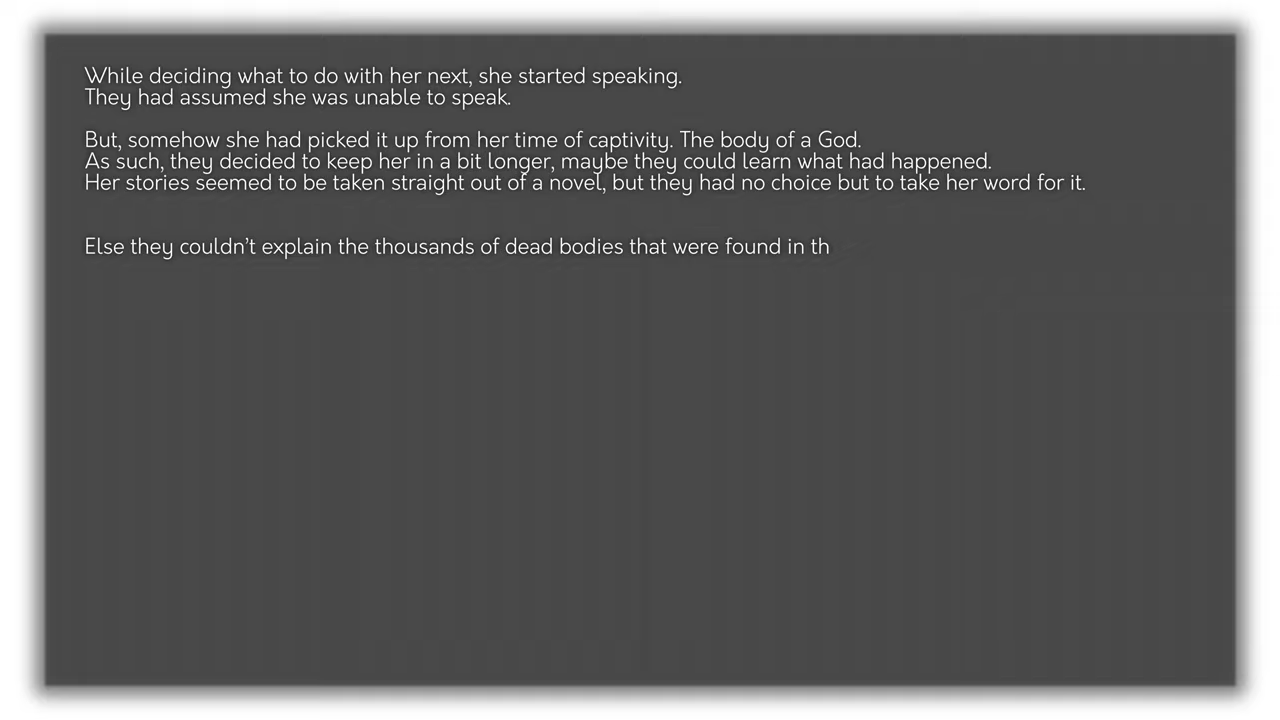 While deciding what to do with her next, she started speaking.
They had assumed she was unable to speak.
But, somehow she had picked it up from her time of captivity. The body of a God.
As such, they decided to keep her in a bit longer, maybe they could learn what had happened.
Her stories seemed to be taken straight out of a novel, but they had no choice but to take her word for it.
Else they couldn't explain the thousands of dead bodies that were found in th